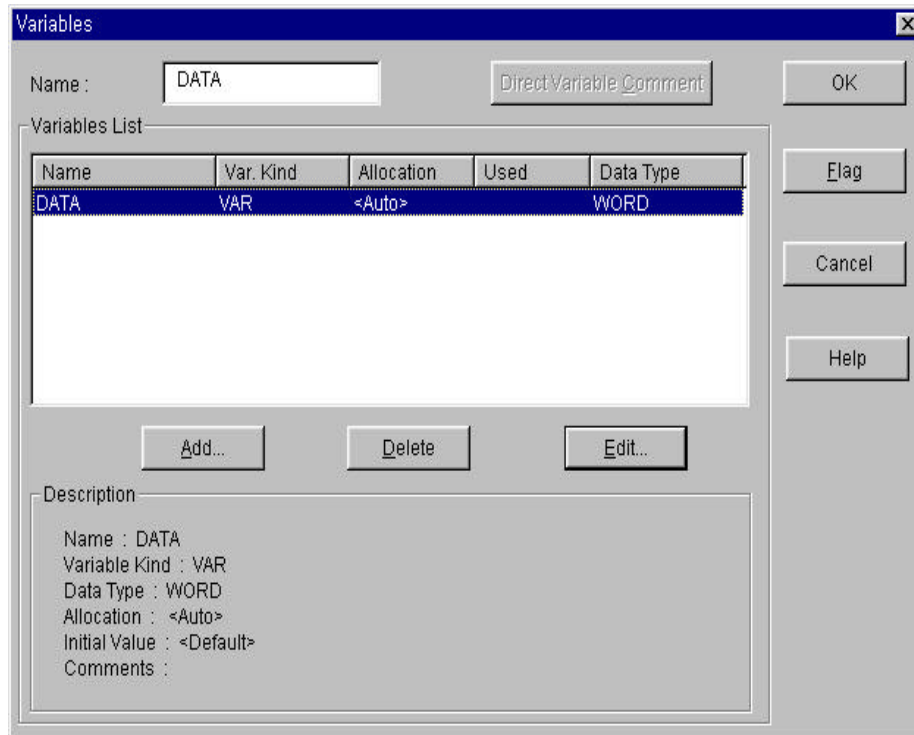 Variables
Name : DATA Direct Variable Comment OK
Variables List
Name Var. Kind Allocation Used Data Type Flag
DATA VAR <Auto> WORD
Cancel
Help
Add... Delete Edit...
Description
Name : DATA
Variable Kind : VAR
Data Type : WORD
Allocation : <Auto>
Initial Value : <Default>
Comments :